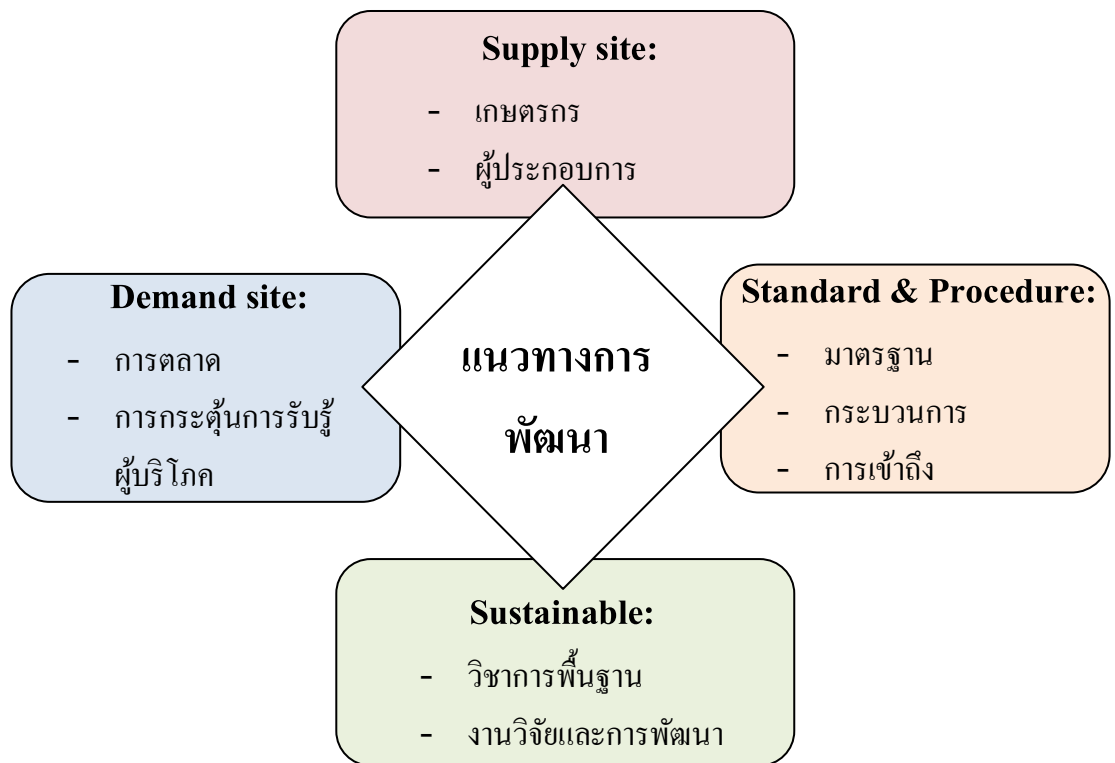 Supply site:
- เกษตรกร
- ผู้ประกอบการ
Demand site:
- การตลาด
- การกระตุ้นการรับรู้
ผู้บริโภค
แนวทางการ
พัฒนา
Standard & Procedure:
- มาตรฐาน
- กระบวนการ
- การเข้าถึง
Sustainable:
- วิชาการพื้นฐาน
- งานวิจัยและการพัฒนา